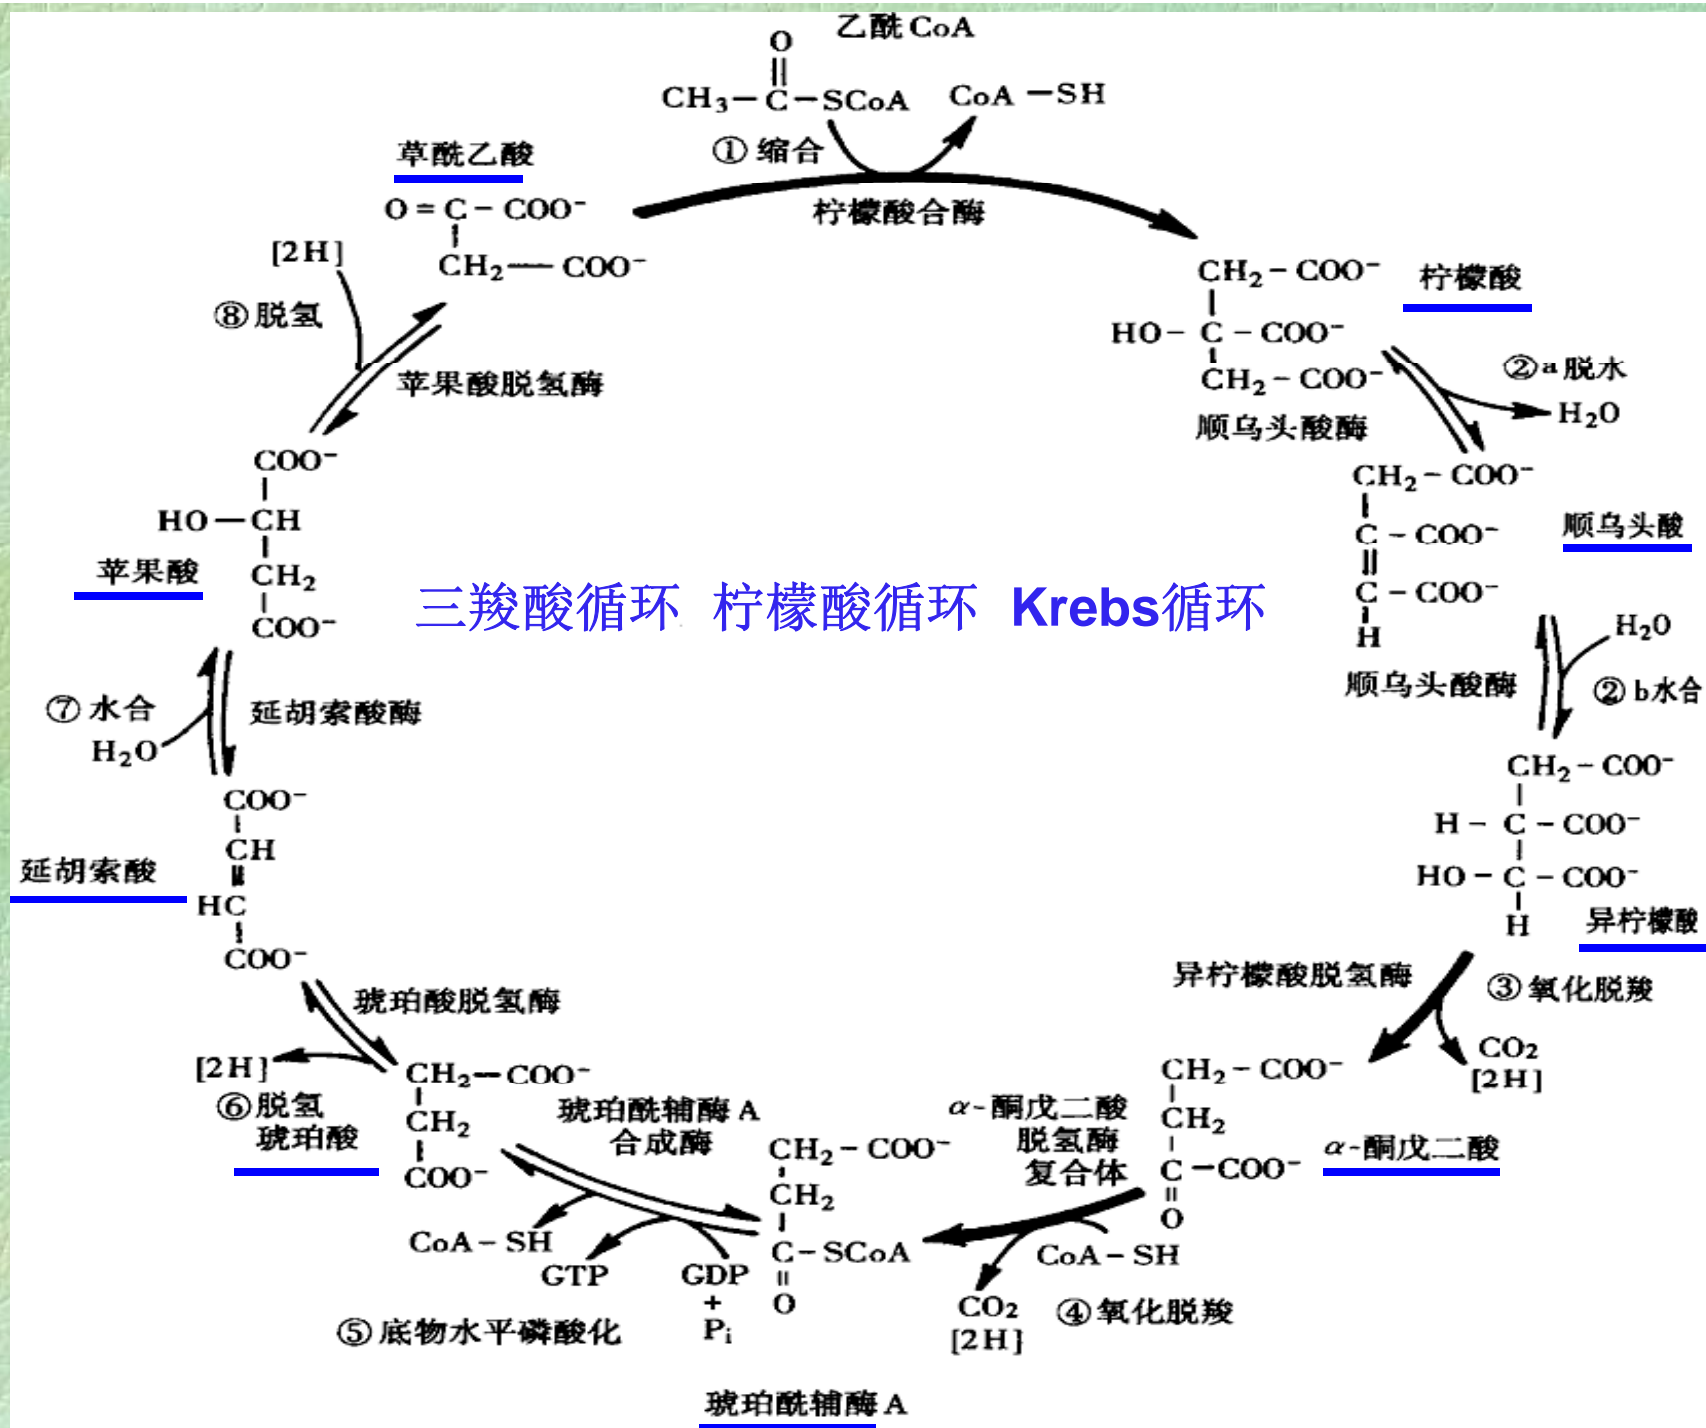 乙酰CoA
O
CH₃-C-SCoA
CoA-SH
①缩合
草酰乙酸
柠檬酸合酶
O=C-COO⁻
CH₂-COO⁻
[2H]
⑧脱氢
苹果酸脱氢酶
CH₂-COO⁻
柠檬酸
HO-C-COO⁻
CH₂-COO⁻
②a脱水
H₂O
顺乌头酸酶
CH₂-COO⁻
C-COO⁻
顺乌头酸
C-COO⁻
H
COO⁻
HO-CH
苹果酸
CH₂
COO⁻
三羧酸循环 柠檬酸循环 Krebs循环
H₂O
顺乌头酸酶
②b水合
⑦水合
延胡索酸酶
H₂O
CH₂-COO⁻
H-C-COO⁻
HO-C-COO⁻
H
异柠檬酸
COO⁻
CH
延胡索酸
HC
COO⁻
异柠檬酸脱氢酶
③氧化脱羧
CO₂
[2H]
琥珀酸脱氢酶
[2H]
⑥脱氢
琥珀酸
CH₂-COO⁻
CH₂
COO⁻
琥珀酰辅酶A
合成酶
α-酮戊二酸
脱氢酶
复合体
CH₂-COO⁻
CH₂
C-COO⁻
O
α-酮戊二酸
CH₂-COO⁻
CH₂
C-SCoA
O
CoA-SH
GTP
GDP
+
Pᵢ
⑤底物水平磷酸化
CoA-SH
CO₂
[2H]
④氧化脱羧
琥珀酰辅酶A